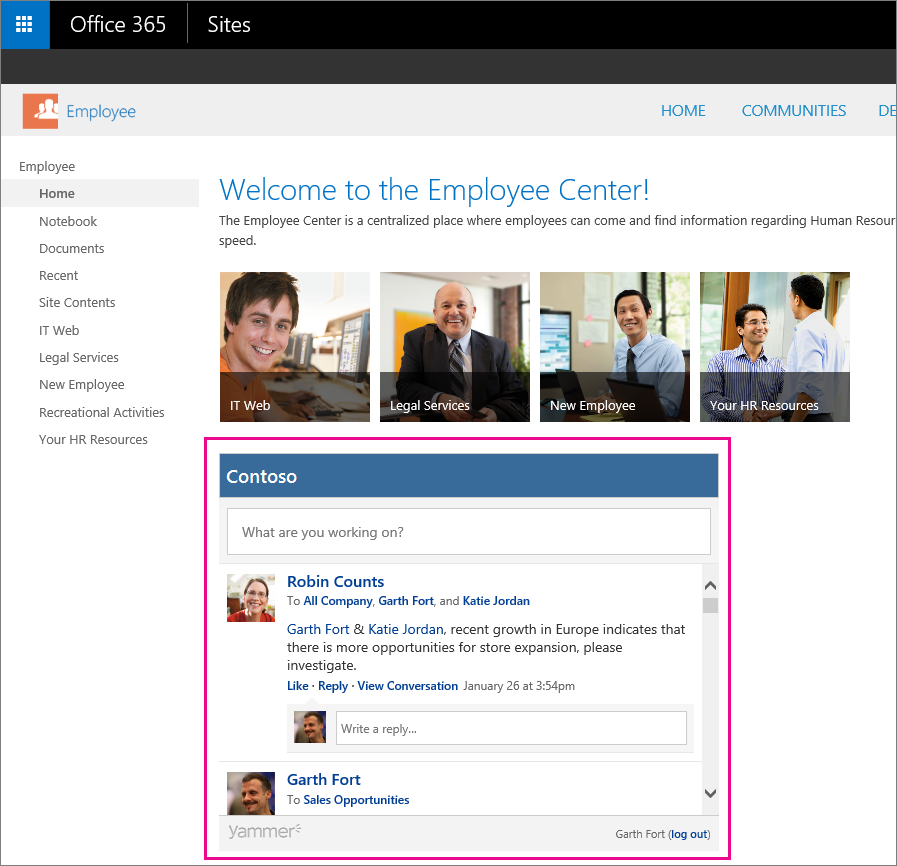 Office 365
Sites
Employee
HOME
COMMUNITIES
DE
Employee
Home
Notebook
Documents
Recent
Site Contents
IT Web
Legal Services
New Employee
Recreational Activities
Your HR Resources
Welcome to the Employee Center!
The Employee Center is a centralized place where employees can come and find information regarding Human Resour
speed.
IT Web
Legal Services
New Employee
Your HR Resources
Contoso
What are you working on?
Robin Counts
To All Company, Garth Fort, and Katie Jordan
Garth Fort & Katie Jordan, recent growth in Europe indicates that
there is more opportunities for store expansion, please
investigate.
Like · Reply · View Conversation January 26 at 3:54pm
Write a reply...
Garth Fort
To Sales Opportunities
yammer
Garth Fort (log out)